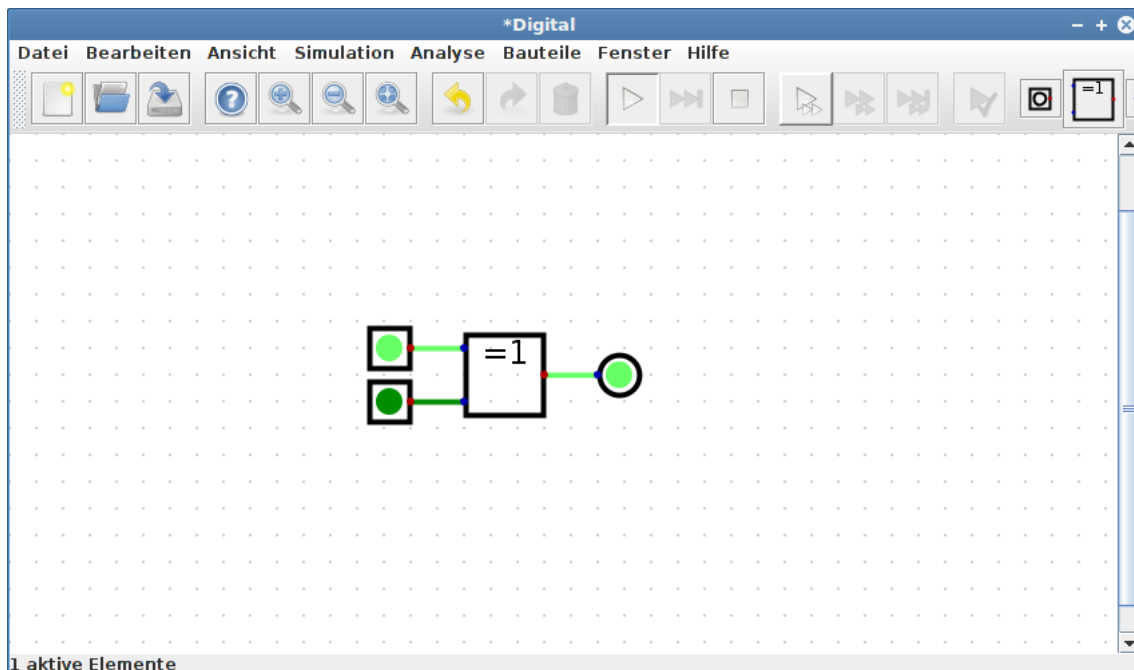 *Digital
Datei Bearbeiten Ansicht Simulation Analyse Bauteile Fenster Hilfe
? =1
=1
1 aktive Elemente